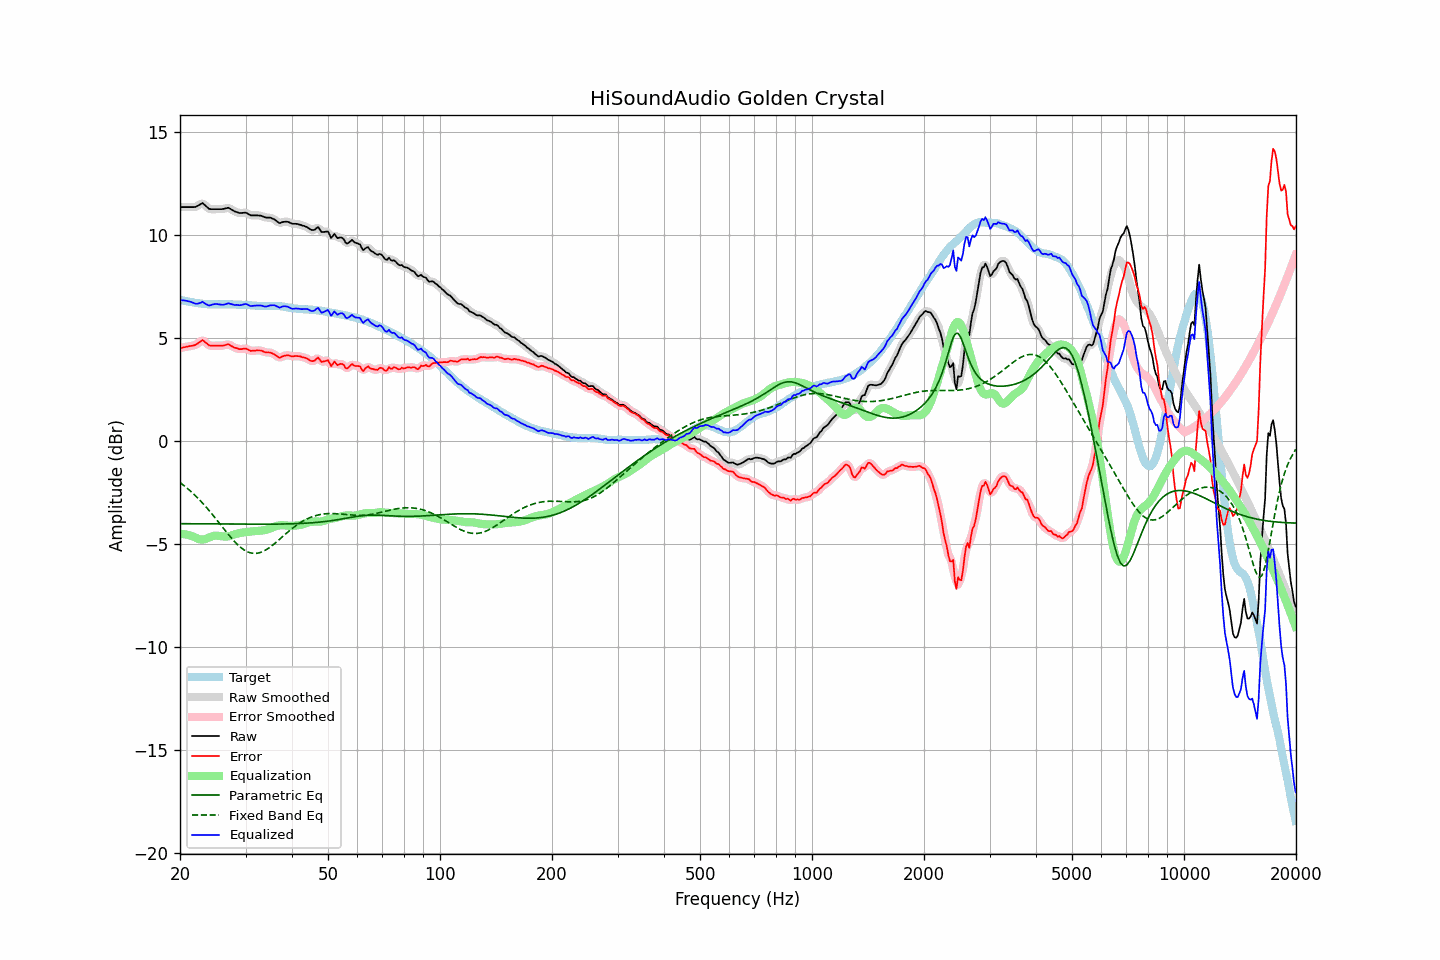 HiSoundAudio Golden Crystal
Amplitude (dBr)
15
10
5
0
−5
−10
−15
−20
Target
Raw Smoothed
Error Smoothed
Raw
Error
Equalization
Parametric Eq
Fixed Band Eq
Equalized
20
50
100
200
500
1000
2000
5000
10000
20000
Frequency (Hz)